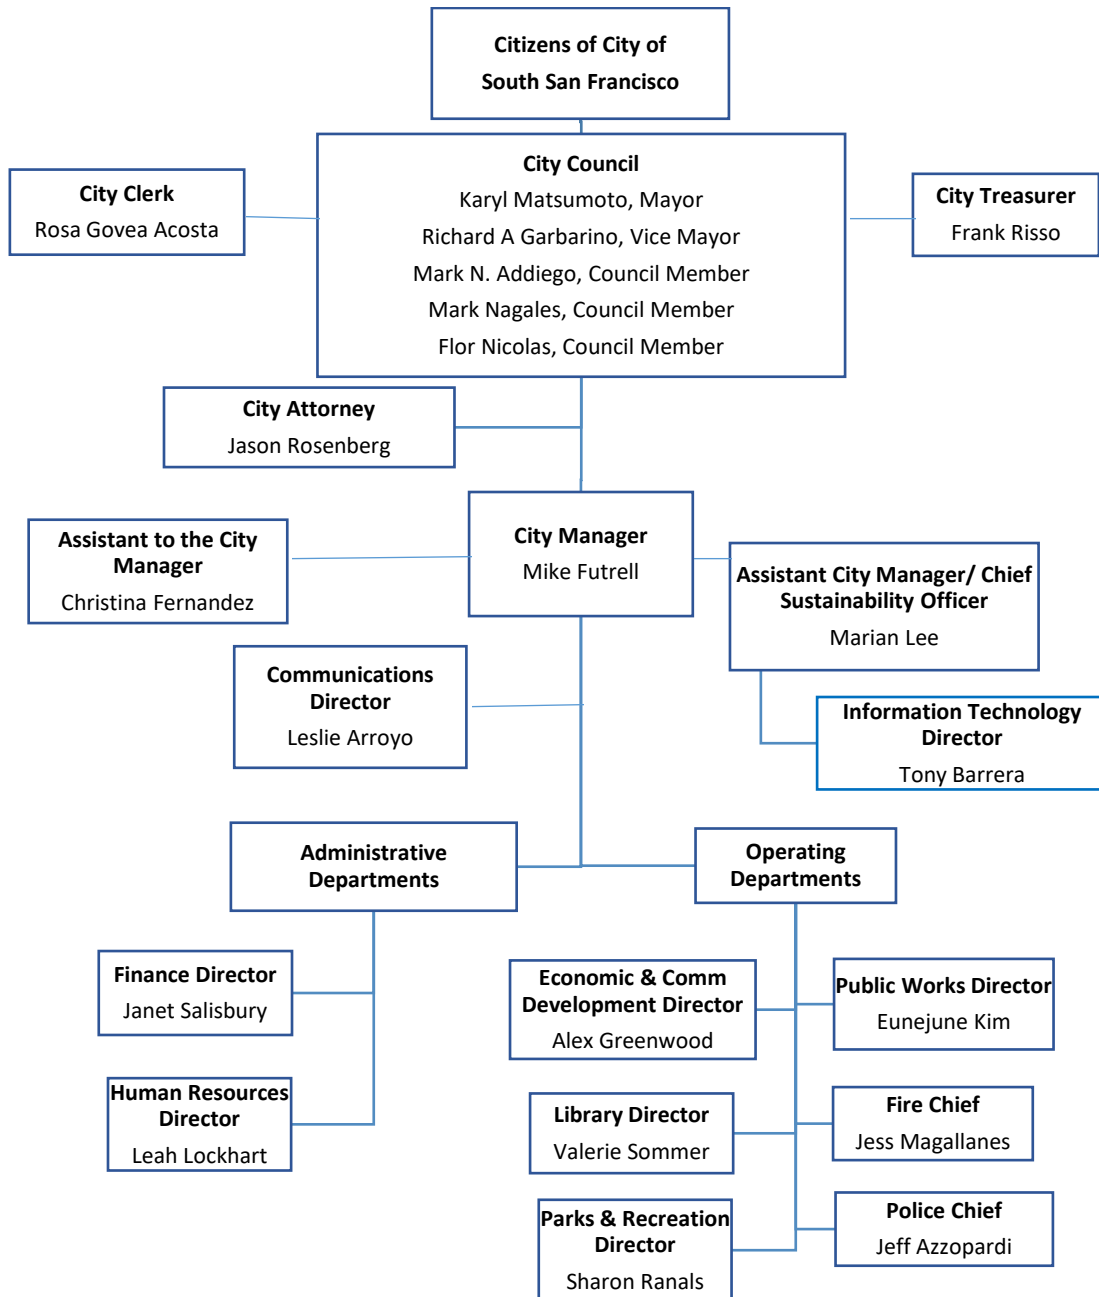 Citizens of City of
South San Francisco
City Council
Karyl Matsumoto, Mayor
Richard A Garbarino, Vice Mayor
Mark N. Addiego, Council Member
Mark Nagales, Council Member
Flor Nicolas, Council Member
City Clerk
Rosa Govea Acosta
City Treasurer
Frank Risso
City Attorney
Jason Rosenberg
City Manager
Mike Futrell
Assistant to the City
Manager
Christina Fernandez
Assistant City Manager/ Chief
Sustainability Officer
Marian Lee
Communications
Director
Leslie Arroyo
Information Technology
Director
Tony Barrera
Administrative
Departments
Operating
Departments
Finance Director
Janet Salisbury
Human Resources
Director
Leah Lockhart
Economic & Comm
Development Director
Alex Greenwood
Public Works Director
Eunejune Kim
Library Director
Valerie Sommer
Fire Chief
Jess Magallanes
Parks & Recreation
Director
Sharon Ranals
Police Chief
Jeff Azzopardi